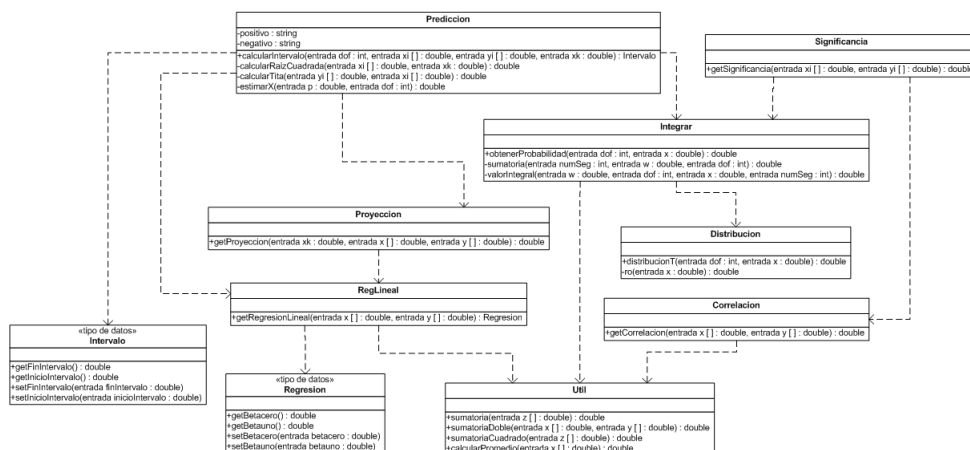 Prediccion
-positivo : string
-negativo : string
+calcularIntervalo(entrada dof : int, entrada xi [ ] : double, entrada yi [ ] : double, entrada xk : double) : Intervalo
-calcularRaizCuadrada(entrada xi [ ] : double, entrada xk : double) : double
-calcularTita(entrada yi [ ] : double, entrada xi [ ] : double) : double
-estimarX(entrada p : double, entrada dof : int) : double
Significancia
+getSignificancia(entrada xi [ ] : double, entrada yi [ ] : double) : double
Integrar
+obtenerProbabilidad(entrada dof : int, entrada x : double) : double
-sumatoria(entrada numSeg : int, entrada w : double, entrada dof : int) : double
-valorIntegral(entrada w : double, entrada dof : int, entrada x : double, entrada numSeg : int) : double
Proyeccion
+getProyeccion(entrada xk : double, entrada x [ ] : double, entrada y [ ] : double) : double
Distribucion
+distribucionT(entrada dof : int, entrada x : double) : double
-ro(entrada x : double) : double
RegLineal
+getRegresionLineal(entrada x [ ] : double, entrada y [ ] : double) : Regresion
Correlacion
+getCorrelacion(entrada x [ ] : double, entrada y [ ] : double) : double
«tipo de datos»
Intervalo
+getFinIntervalo() : double
+getInicioIntervalo() : double
+setFinIntervalo(entrada finIntervalo : double)
+setInicioIntervalo(entrada inicioIntervalo : double)
«tipo de datos»
Regresion
+getBetacero() : double
+getBetauno() : double
+setBetacero(entrada betacero : double)
+setBetauno(entrada betauno : double)
Util
+sumatoria(entrada z [ ] : double) : double
+sumatoriaDoble(entrada x [ ] : double, entrada y [ ] : double) : double
+sumatoriaCuadrado(entrada z [ ] : double) : double
+calcularPromedio(entrada x [ ] : double) : double